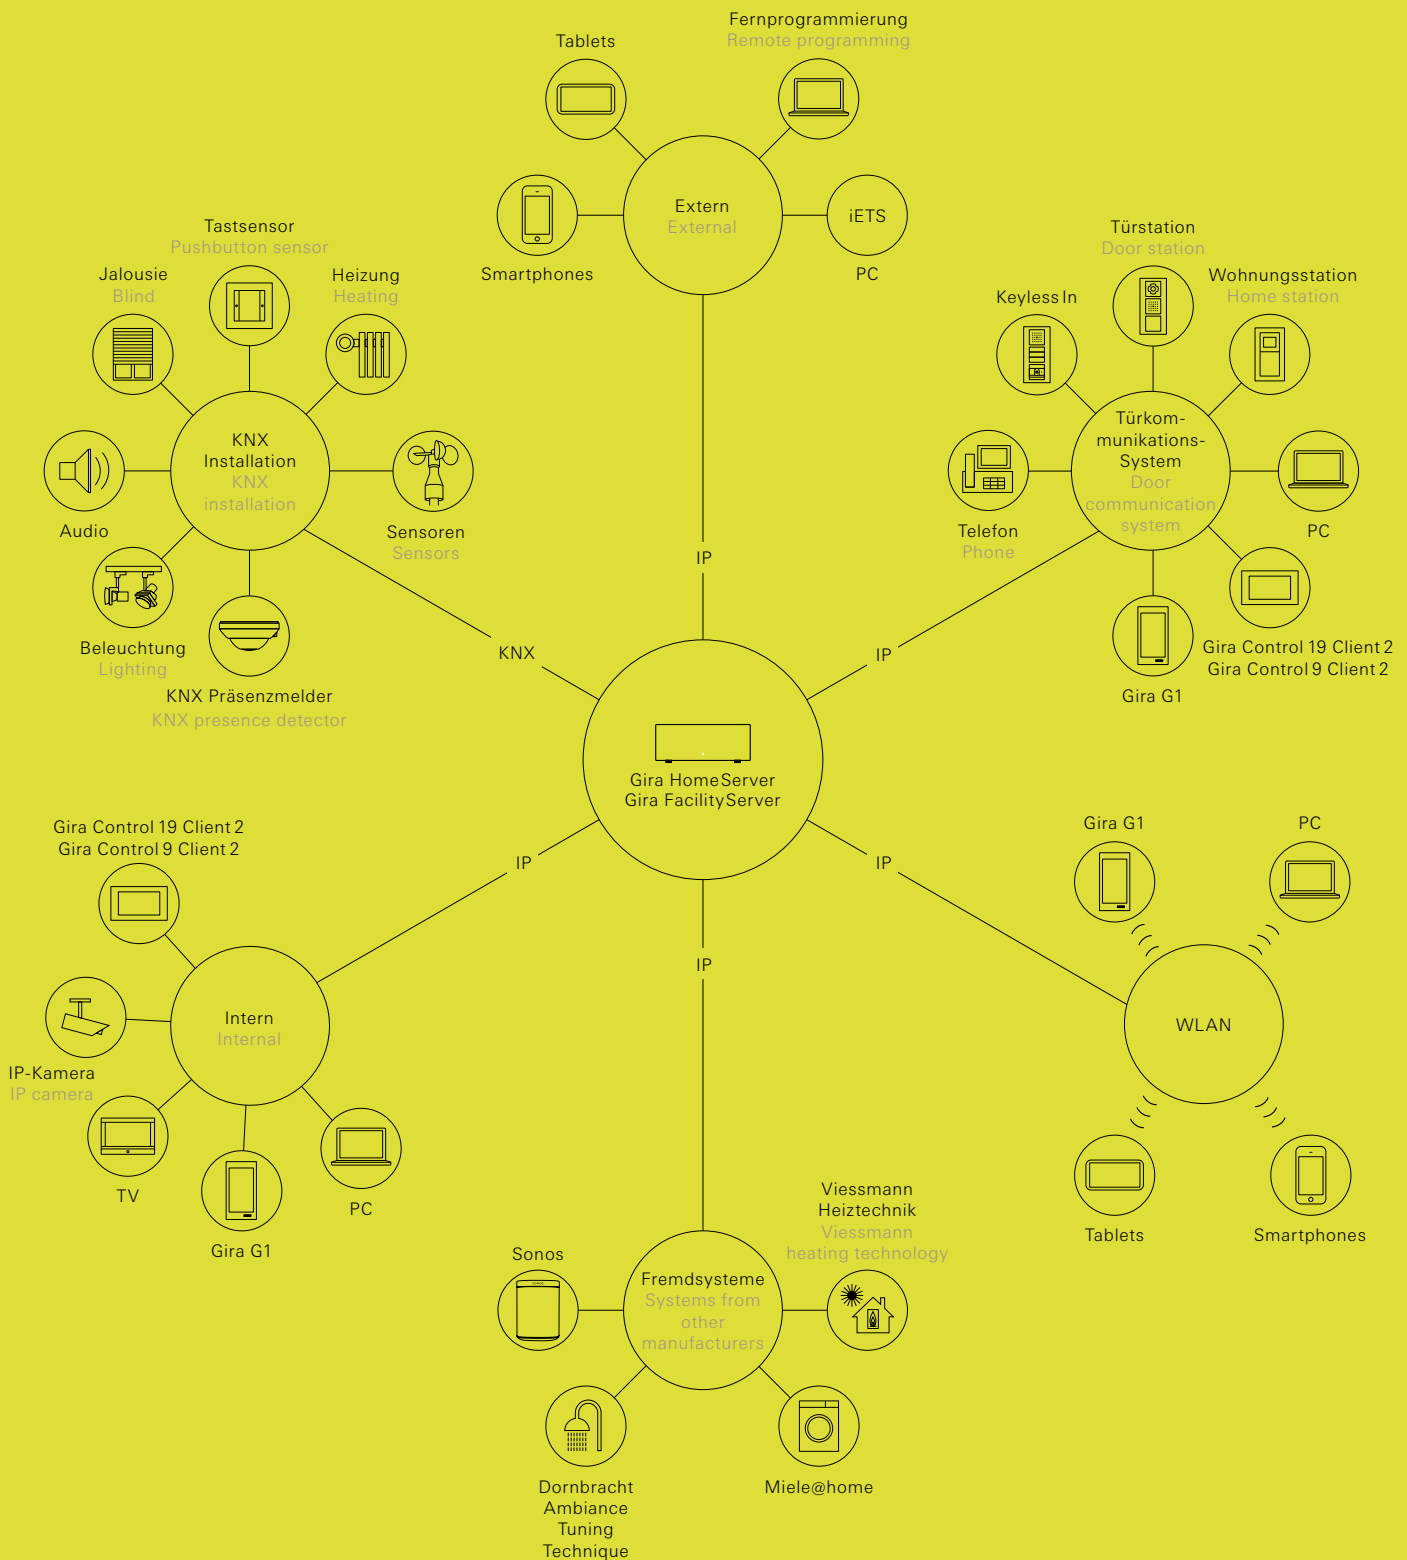 Fernprogrammierung
Remote programming
Tablets
Extern
External
iETS
Smartphones
PC
Tastsensor
Pushbutton sensor
Jalousie
Blind
Heizung
Heating
KNX
Installation
KNX
installation
Audio
Sensoren
Sensors
Beleuchtung
Lighting
KNX Präsenzmelder
KNX presence detector
Türstation
Door station
Keyless In
Wohnungsstation
Home station
Türkom-
munikations-
System
Door
communication
system
Telefon
Phone
PC
Gira Control 19 Client 2
Gira Control 9 Client 2
Gira G1
IP
KNX
IP
Gira HomeServer
Gira FacilityServer
IP
IP
IP
Gira Control 19 Client 2
Gira Control 9 Client 2
Intern
Internal
IP-Kamera
IP camera
TV
Gira G1
PC
Gira G1
PC
WLAN
Tablets
Smartphones
Viessmann
Heiztechnik
Viessmann
heating technology
Sonos
SONOS
Fremdsysteme
Systems from
other
manufacturers
Dornbracht
Ambiance
Tuning
Technique
Miele@home